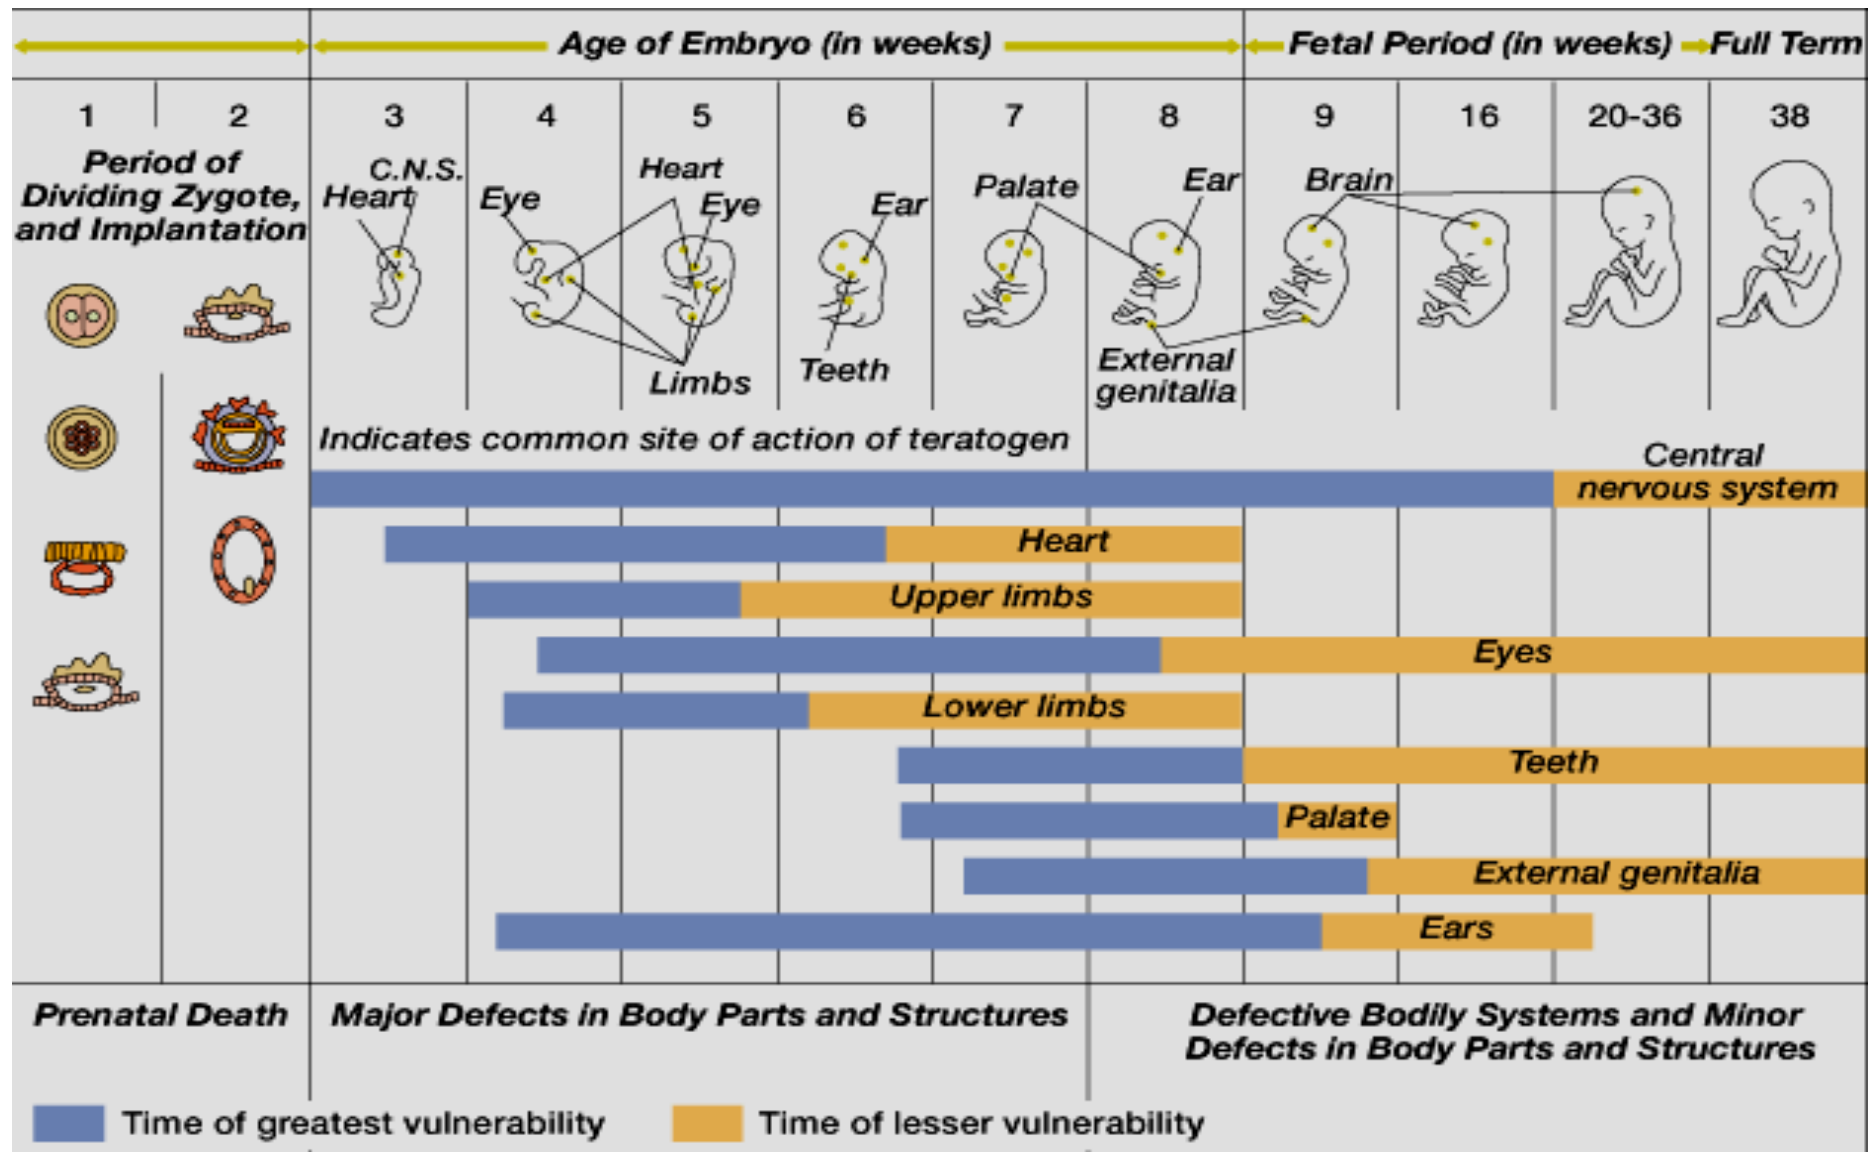 Age of Embryo (in weeks)
Fetal Period (in weeks)
Full Term
1
2
3
4
5
6
7
8
9
16
20-36
38
Period of
Dividing Zygote,
and Implantation
C.N.S.
Heart
Eye
Heart
Eye
Limbs
Ear
Teeth
Palate
Ear
External
genitalia
Brain
Indicates common site of action of teratogen
Central
nervous system
Heart
Upper limbs
Eyes
Lower limbs
Teeth
Palate
External genitalia
Ears
Prenatal Death
Major Defects in Body Parts and Structures
Defective Bodily Systems and Minor
Defects in Body Parts and Structures
Time of greatest vulnerability
Time of lesser vulnerability